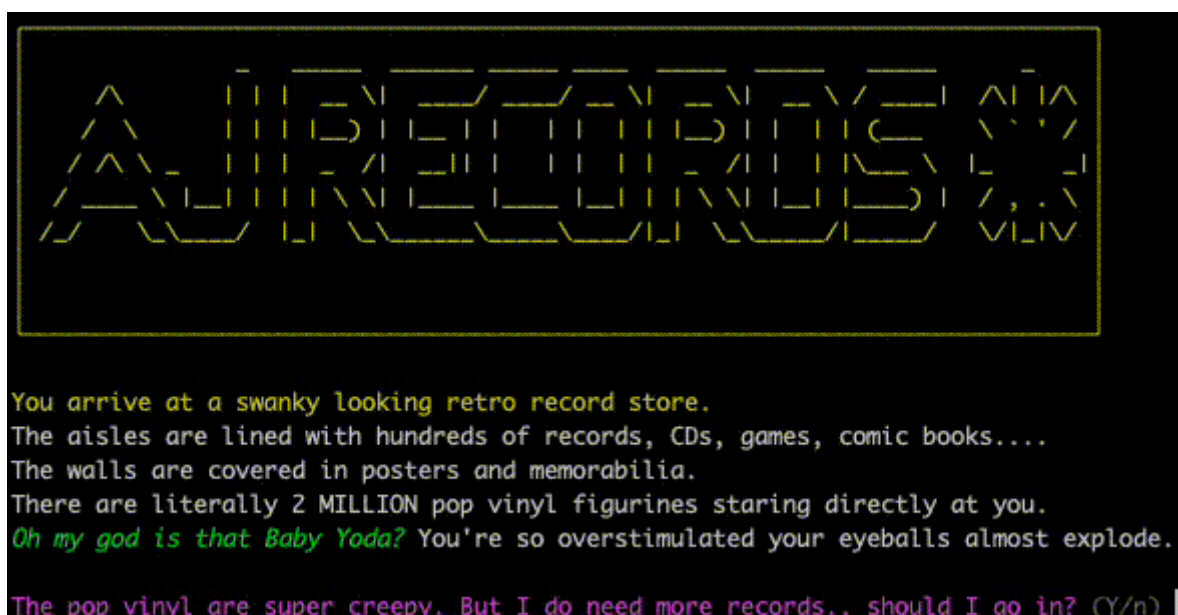 AJ RECORDS
You arrive at a swanky looking retro record store.
The aisles are lined with hundreds of records, CDs, games, comic books....
The walls are covered in posters and memorabilia.
There are literally 2 MILLION pop vinyl figurines staring directly at you.
Oh my god is that Baby Yoda? You're so overstimulated your eyeballs almost explode.
The pop vinyl are super creepy. But I do need more records.. should I go in? (Y/n)